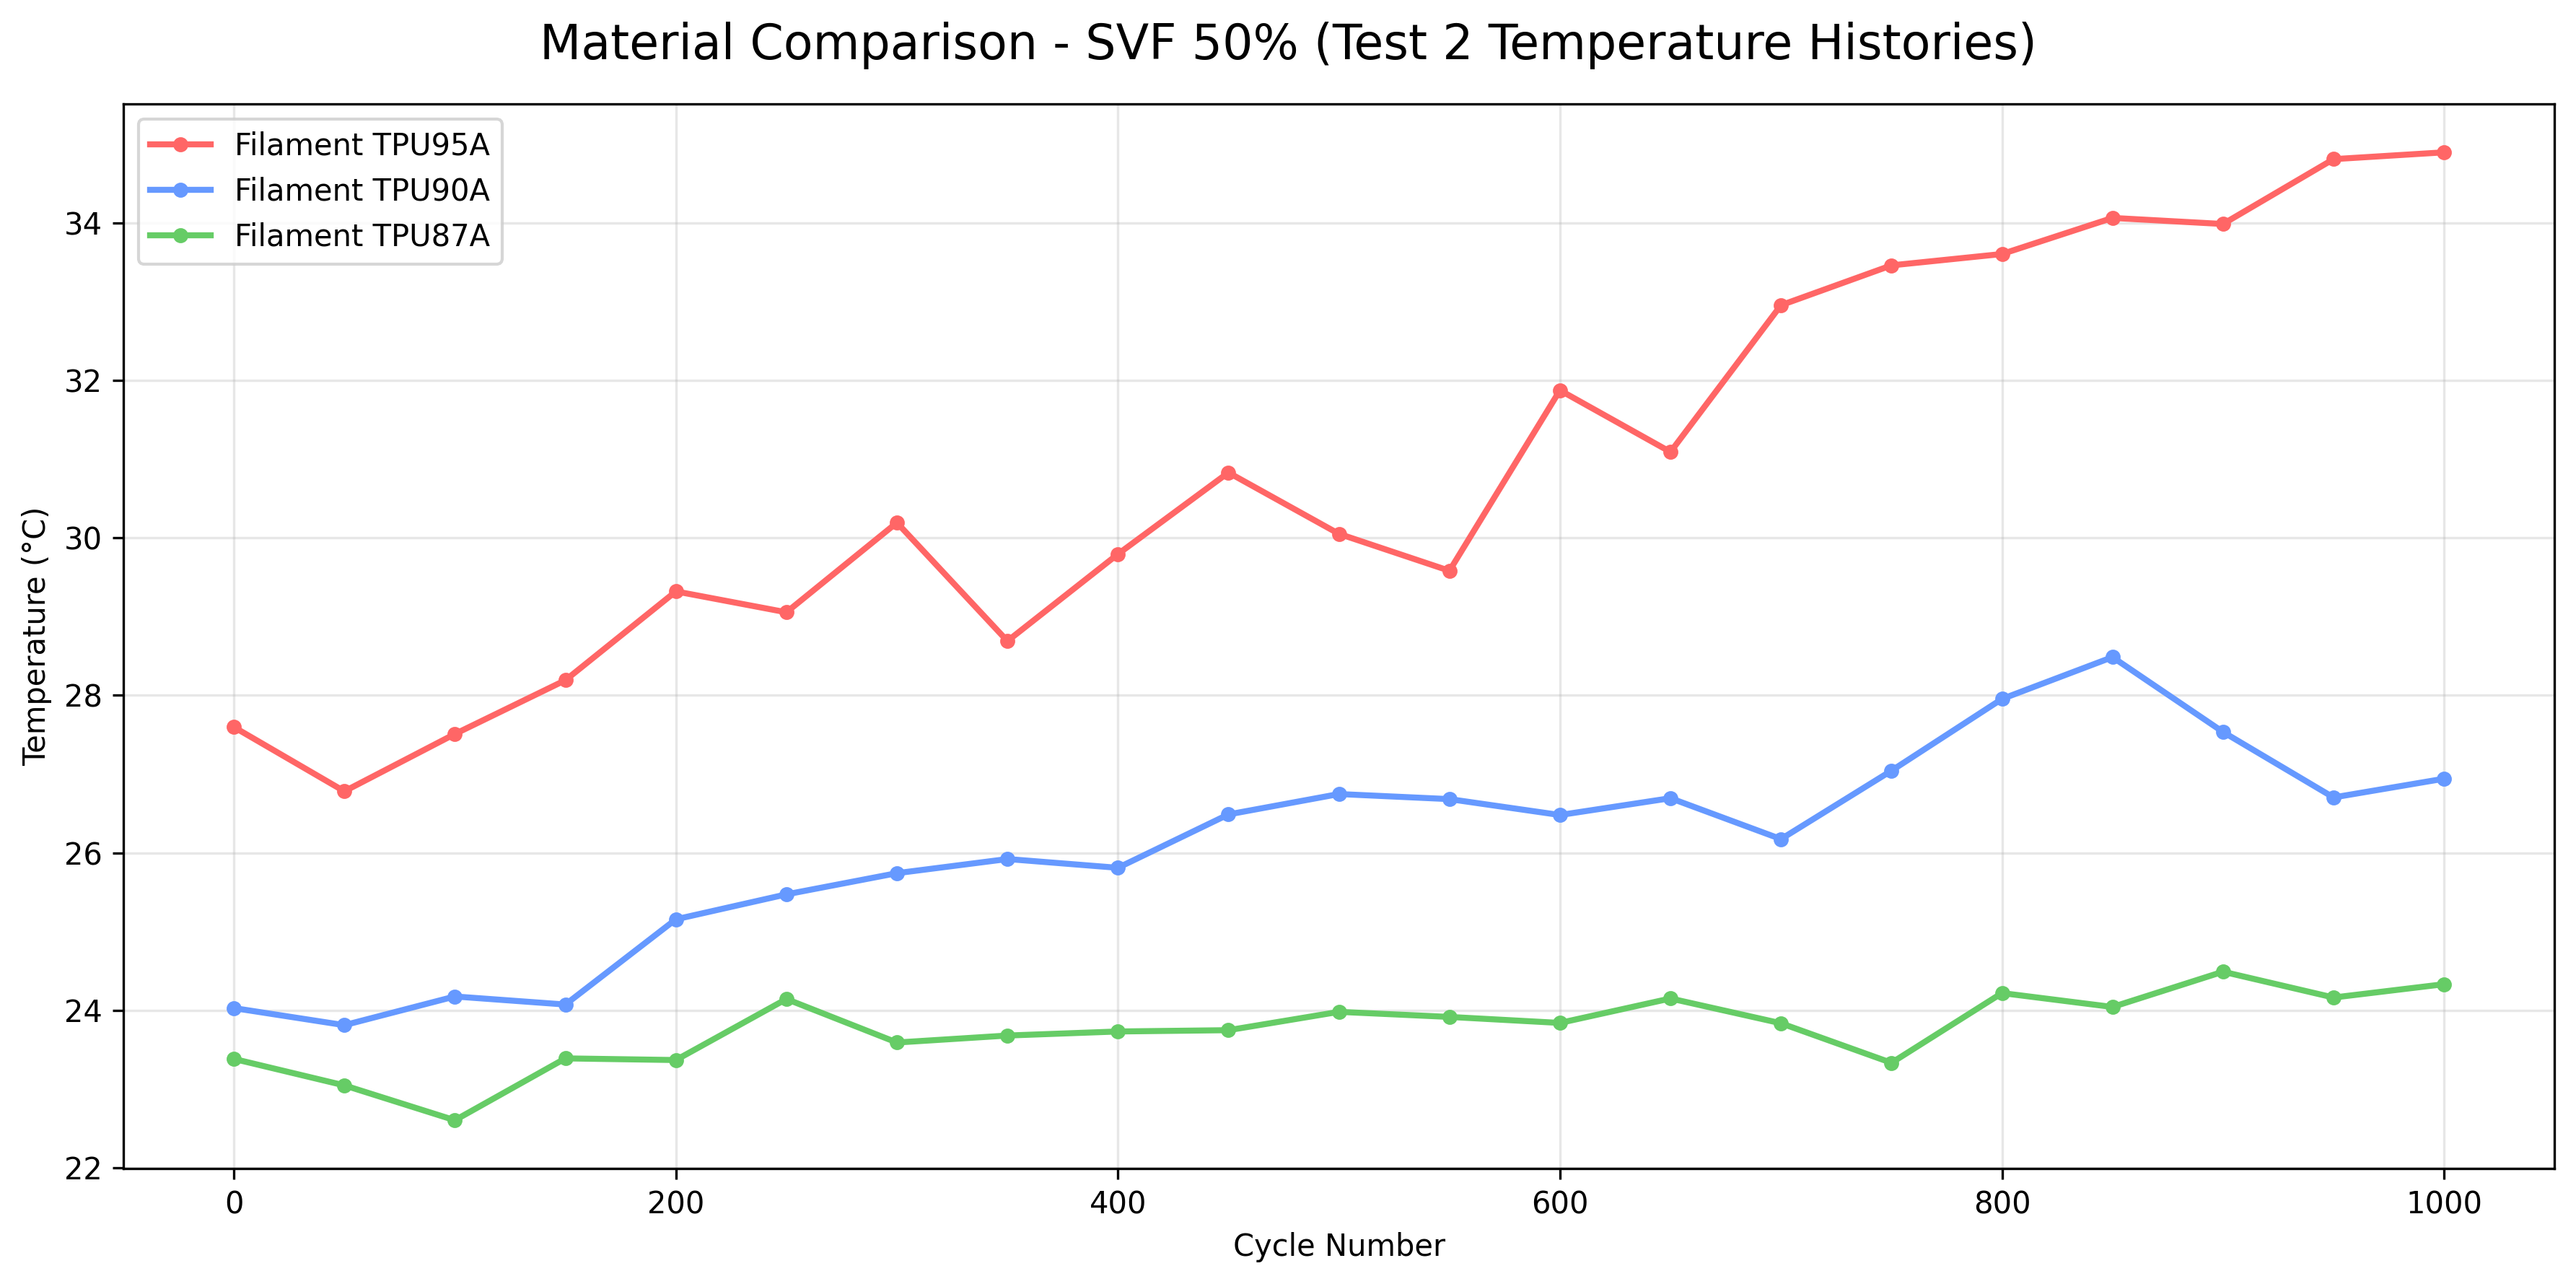 Material Comparison - SVF 50% (Test 2 Temperature Histories)
Filament TPU95A
Filament TPU90A
Filament TPU87A
Temperature (°C)
34
32
30
28
26
24
22
0 200 400 600 800 1000
Cycle Number